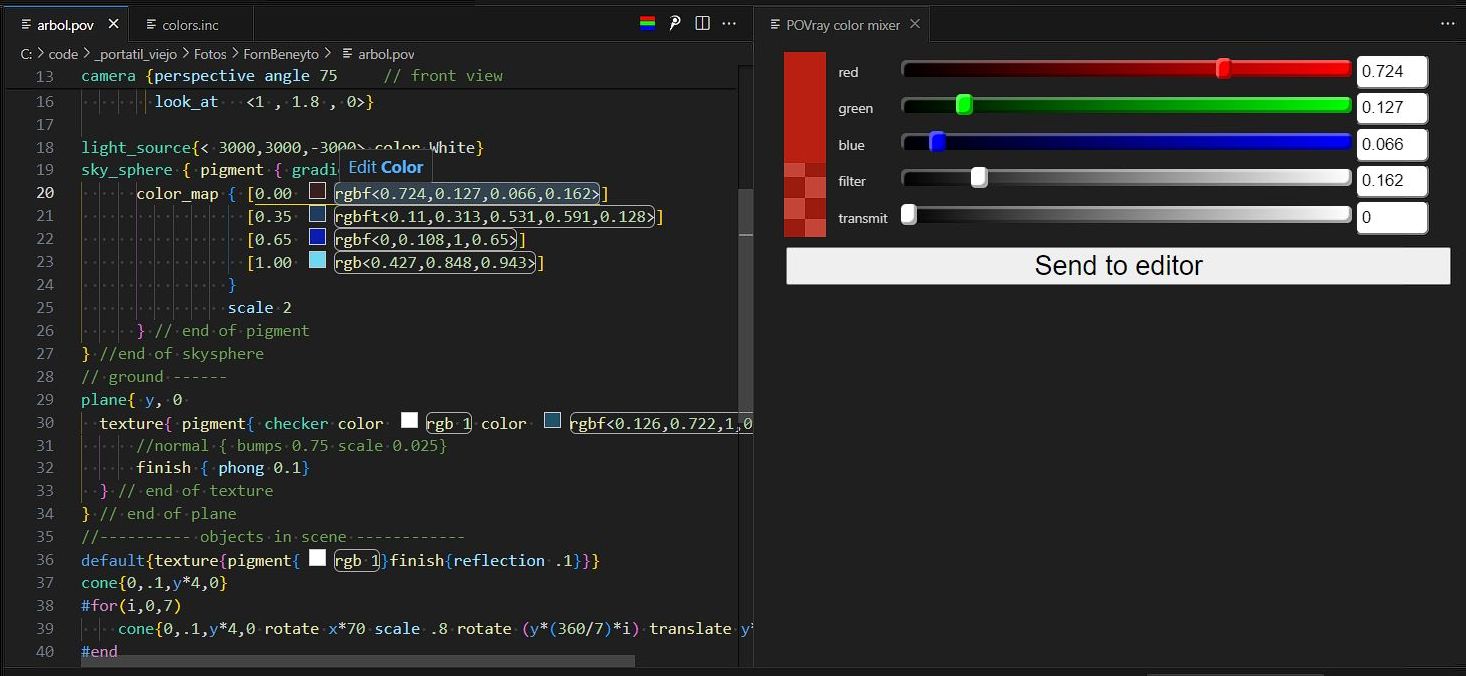 arbol.pov
colors.inc
C: > code > _portatil_viejo > Fotos > FornBeneyto > arbol.pov
13 camera {perspective angle 75 // front view
16 look_at <1 , 1.8 , 0>}
17
18 light_source{< 3000,3000,-3000> color White}
19 sky_sphere { pigment { gradi
Edit Color
20 color_map { [0.00 rgbf<0.724,0.127,0.066,0.162>]
21 [0.35 rgbft<0.11,0.313,0.531,0.591,0.128>]
22 [0.65 rgbf<0,0.108,1,0.65>]
23 [1.00 rgb<0.427,0.848,0.943>]
24 }
25 scale 2
26 } // end of pigment
27 } //end of skysphere
28 // ground ------
29 plane{ y, 0
30 texture{ pigment{ checker color rgb 1 color rgbf<0.126,0.722,1,0
31 //normal { bumps 0.75 scale 0.025}
32 finish { phong 0.1}
33 } // end of texture
34 } // end of plane
35 //---------- objects in scene ------------
36 default{texture{pigment{ rgb 1}finish{reflection .1}}}
37 cone{0,.1,y*4,0}
38 #for(i,0,7)
39 cone{0,.1,y*4,0 rotate x*70 scale .8 rotate (y*(360/7)*i) translate y*
40 #end
POVray color mixer
red 0.724
green 0.127
blue 0.066
filter 0.162
transmit 0
Send to editor